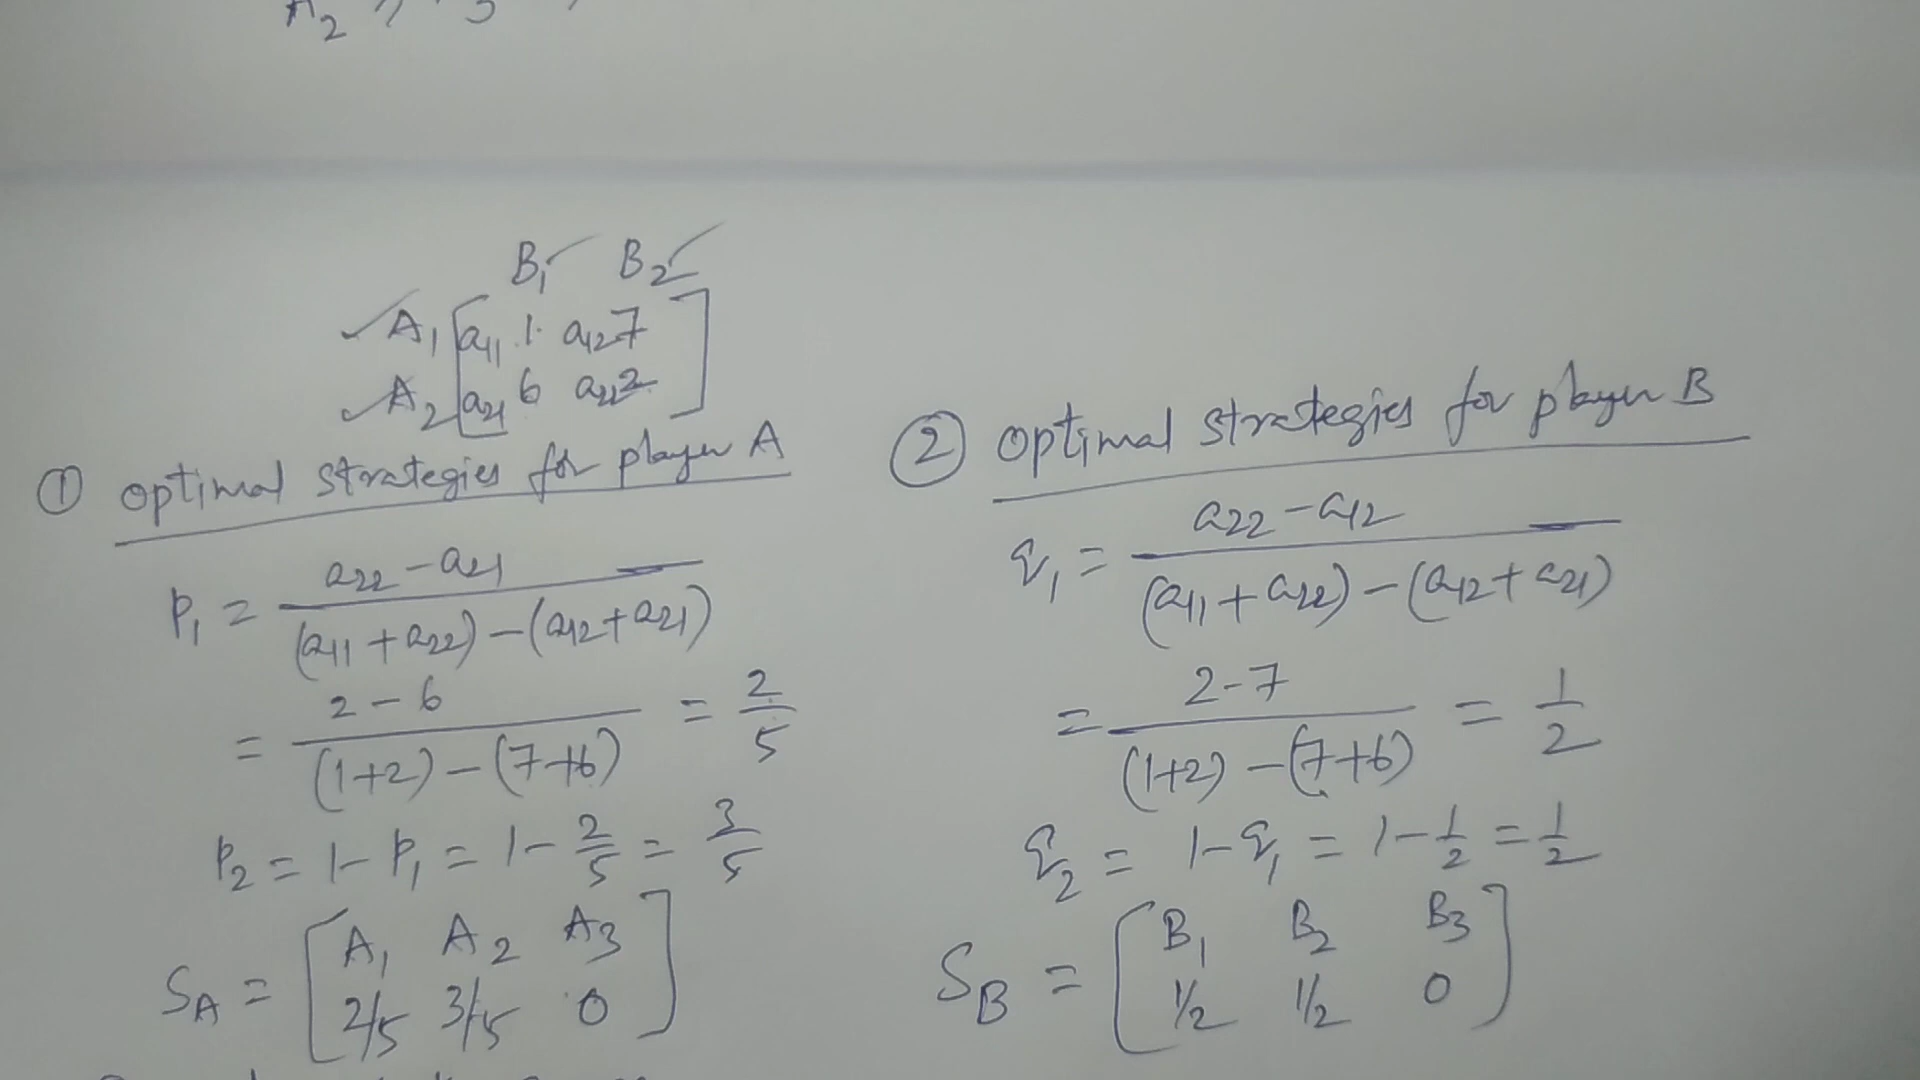 A2
B1 B2
A1 [a11 1 a12 7]
A2 [a21 6 a22 2]
① optimal strategies for player A
P1 = (a22 - a21) / ((a11 + a22) - (a12 + a21))
= (2 - 6) / ((1+2) - (7+6)) = 2/5
P2 = 1 - P1 = 1 - 2/5 = 3/5
SA = [A1 A2 A3
2/5 3/5 0]
② optimal strategies for player B
q1 = (a22 - a12) / ((a11 + a22) - (a12 + a21))
= (2 - 7) / ((1+2) - (7+6)) = 1/2
q2 = 1 - q1 = 1 - 1/2 = 1/2
SB = [B1 B2 B3
1/2 1/2 0]